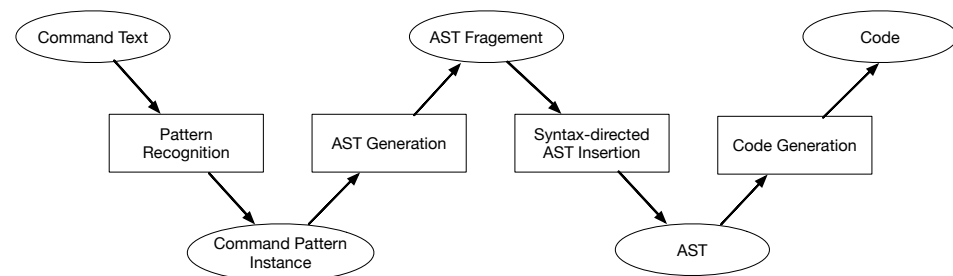 Command Text
AST Fragement
Code
Pattern
Recognition
AST Generation
Syntax-directed
AST Insertion
Code Generation
Command Pattern
Instance
AST